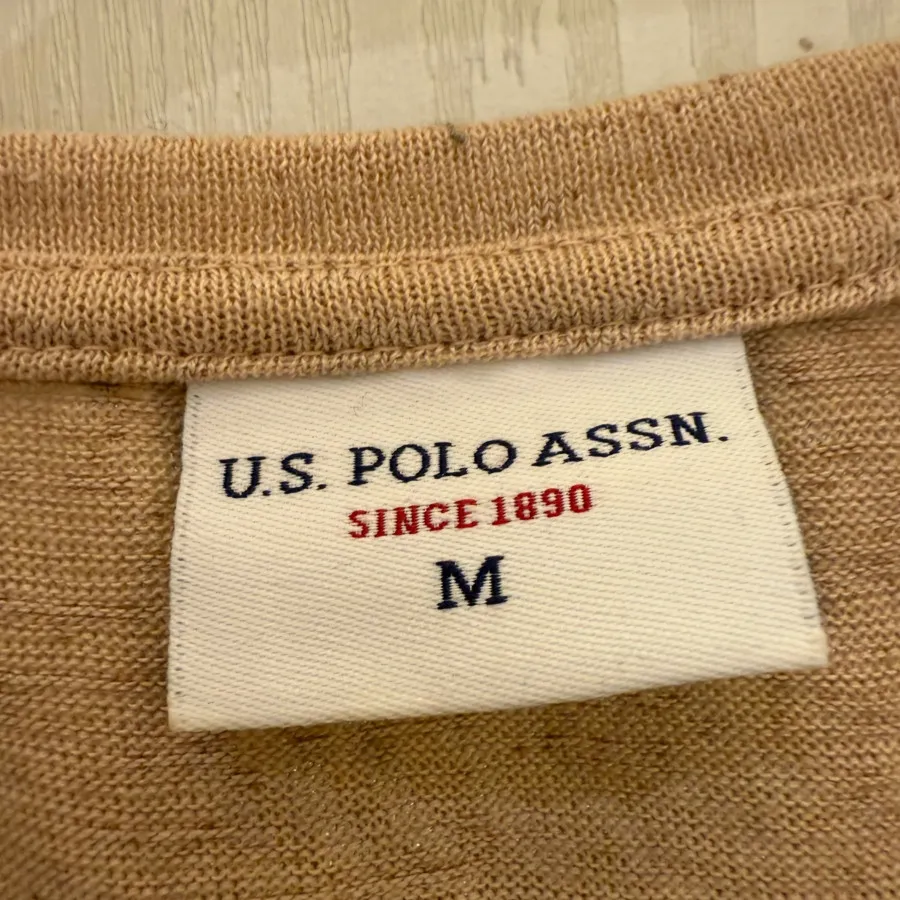 U.S. POLO ASSN.
SINCE 1890
M